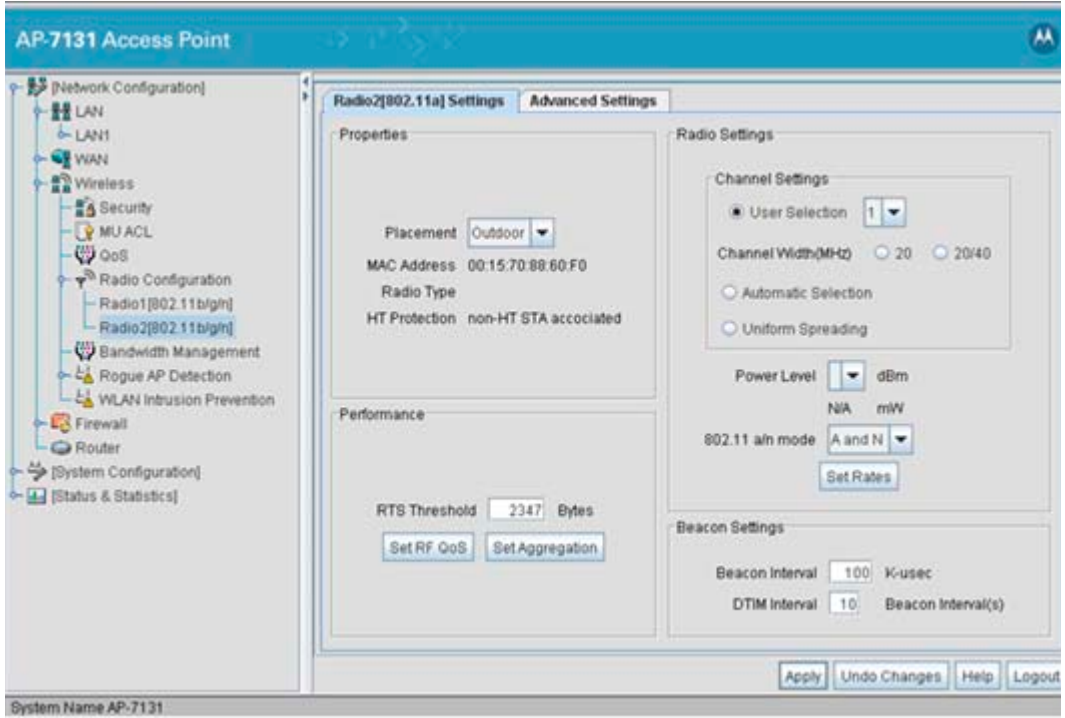 AP-7131 Access Point
[Network Configuration]
LAN
LAN1
WAN
Wireless
Security
MU ACL
QoS
Radio Configuration
Radio1[802.11b/g/n]
Radio2[802.11b/g/n]
Bandwidth Management
Rogue AP Detection
WLAN Intrusion Prevention
Firewall
Router
[System Configuration]
[Status & Statistics]
Radio2[802.11a] Settings
Advanced Settings
Properties
Placement Outdoor
MAC Address 00:15:70:88:60:F0
Radio Type
HT Protection non-HT STA accociated
Performance
RTS Threshold 2347 Bytes
Set RF QoS Set Aggregation
Radio Settings
Channel Settings
User Selection 1
Channel Width(MHz) 20 20/40
Automatic Selection
Uniform Spreading
Power Level dBm
N/A mW
802.11 a/n mode A and N
Set Rates
Beacon Settings
Beacon Interval 100 K-usec
DTIM Interval 10 Beacon Interval(s)
Apply Undo Changes Help Logout
System Name AP-7131